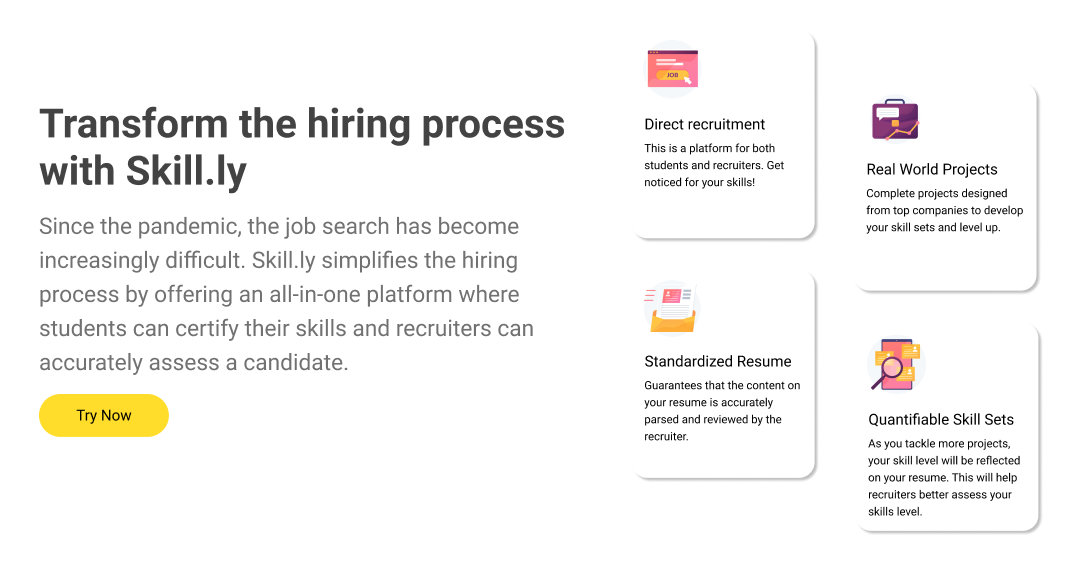 Transform the hiring process
with Skill.ly
Since the pandemic, the job search has become
increasingly difficult. Skill.ly simplifies the hiring
process by offering an all-in-one platform where
students can certify their skills and recruiters can
accurately assess a candidate.
Try Now
JOB
Direct recruitment
This is a platform for both
students and recruiters. Get
noticed for your skills!
Real World Projects
Complete projects designed
from top companies to develop
your skill sets and level up.
Standardized Resume
Guarantees that the content on
your resume is accurately
parsed and reviewed by the
recruiter.
Quantifiable Skill Sets
As you tackle more projects,
your skill level will be reflected
on your resume. This will help
recruiters better assess your
skills level.